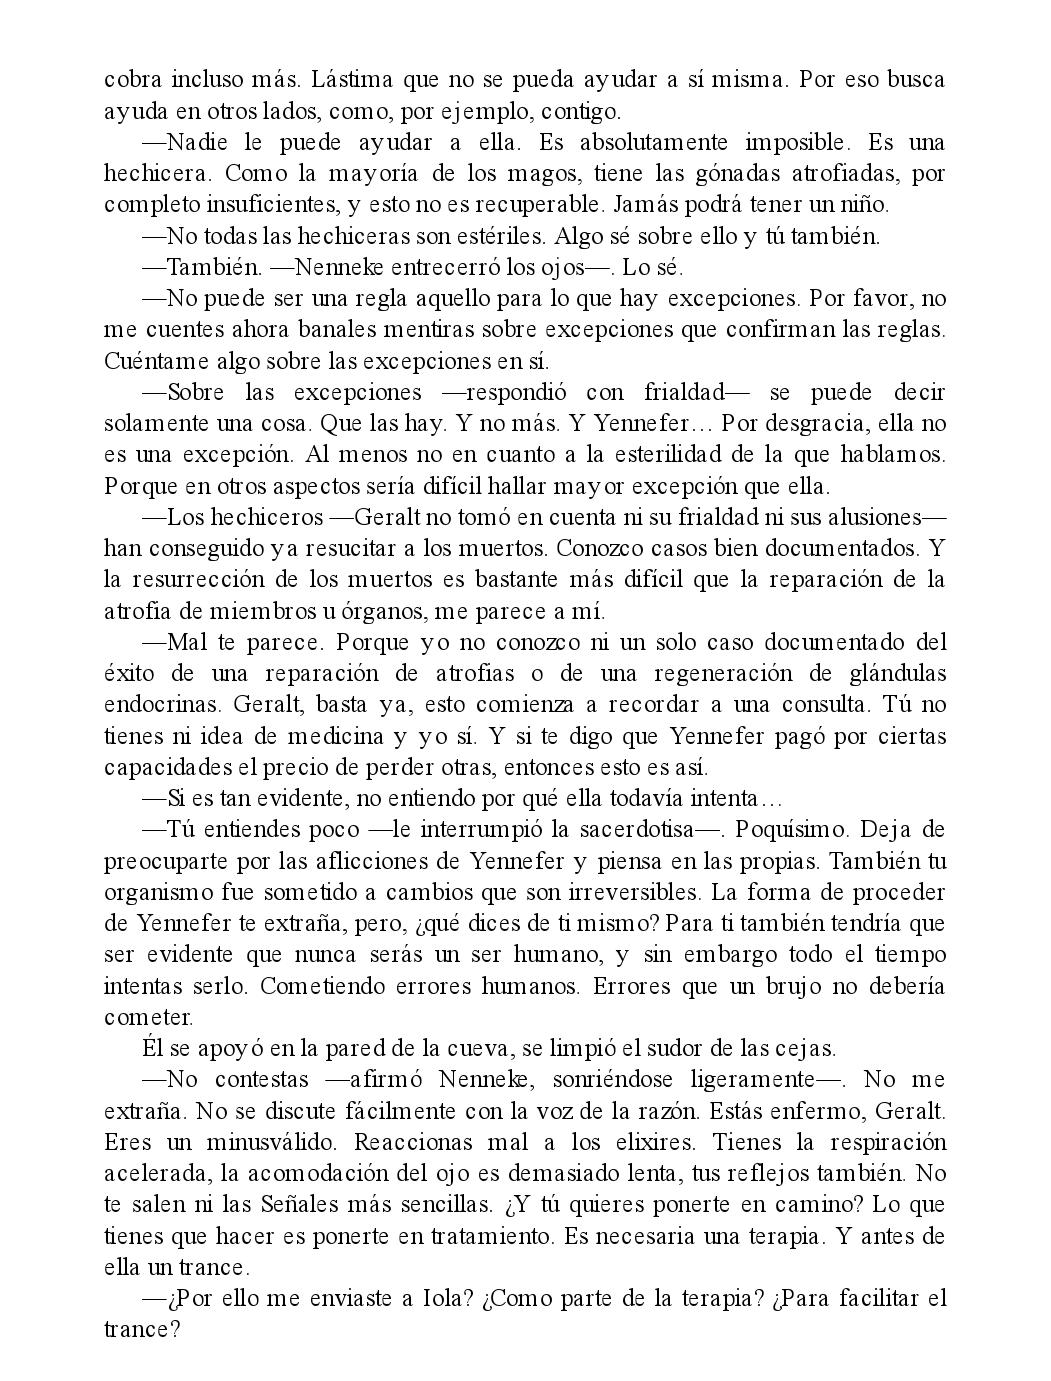 cobra incluso más. Lástima que no se pueda ayudar a sí misma. Por eso busca
ayuda en otros lados, como, por ejemplo, contigo.
—Nadie le puede ayudar a ella. Es absolutamente imposible. Es una
hechicera. Como la mayoría de los magos, tiene las gónadas atrofiadas, por
completo insuficientes, y esto no es recuperable. Jamás podrá tener un niño.
—No todas las hechiceras son estériles. Algo sé sobre ello y tú también.
—También. —Nenneke entrecerró los ojos—. Lo sé.
—No puede ser una regla aquello para lo que hay excepciones. Por favor, no
me cuentes ahora banales mentiras sobre excepciones que confirman las reglas.
Cuéntame algo sobre las excepciones en sí.
—Sobre las excepciones —respondió con frialdad— se puede decir
solamente una cosa. Que las hay. Y no más. Y Yennefer… Por desgracia, ella no
es una excepción. Al menos no en cuanto a la esterilidad de la que hablamos.
Porque en otros aspectos sería difícil hallar mayor excepción que ella.
—Los hechiceros —Geralt no tomó en cuenta ni su frialdad ni sus alusiones—
han conseguido ya resucitar a los muertos. Conozco casos bien documentados. Y
la resurrección de los muertos es bastante más difícil que la reparación de la
atrofia de miembros u órganos, me parece a mí.
—Mal te parece. Porque yo no conozco ni un solo caso documentado del
éxito de una reparación de atrofias o de una regeneración de glándulas
endocrinas. Geralt, basta ya, esto comienza a recordar a una consulta. Tú no
tienes ni idea de medicina y yo sí. Y si te digo que Yennefer pagó por ciertas
capacidades el precio de perder otras, entonces esto es así.
—Si es tan evidente, no entiendo por qué ella todavía intenta…
—Tú entiendes poco —le interrumpió la sacerdotisa—. Poquísimo. Deja de
preocuparte por las aflicciones de Yennefer y piensa en las propias. También tu
organismo fue sometido a cambios que son irreversibles. La forma de proceder
de Yennefer te extraña, pero, ¿qué dices de ti mismo? Para ti también tendría que
ser evidente que nunca serás un ser humano, y sin embargo todo el tiempo
intentas serlo. Cometiendo errores humanos. Errores que un brujo no debería
cometer.
Él se apoyó en la pared de la cueva, se limpió el sudor de las cejas.
—No contestas —afirmó Nenneke, sonriéndose ligeramente—. No me
extraña. No se discute fácilmente con la voz de la razón. Estás enfermo, Geralt.
Eres un minusválido. Reaccionas mal a los elixires. Tienes la respiración
acelerada, la acomodación del ojo es demasiado lenta, tus reflejos también. No
te salen ni las Señales más sencillas. ¿Y tú quieres ponerte en camino? Lo que
tienes que hacer es ponerte en tratamiento. Es necesaria una terapia. Y antes de
ella un trance.
—¿Por ello me enviaste a Iola? ¿Como parte de la terapia? ¿Para facilitar el
trance?